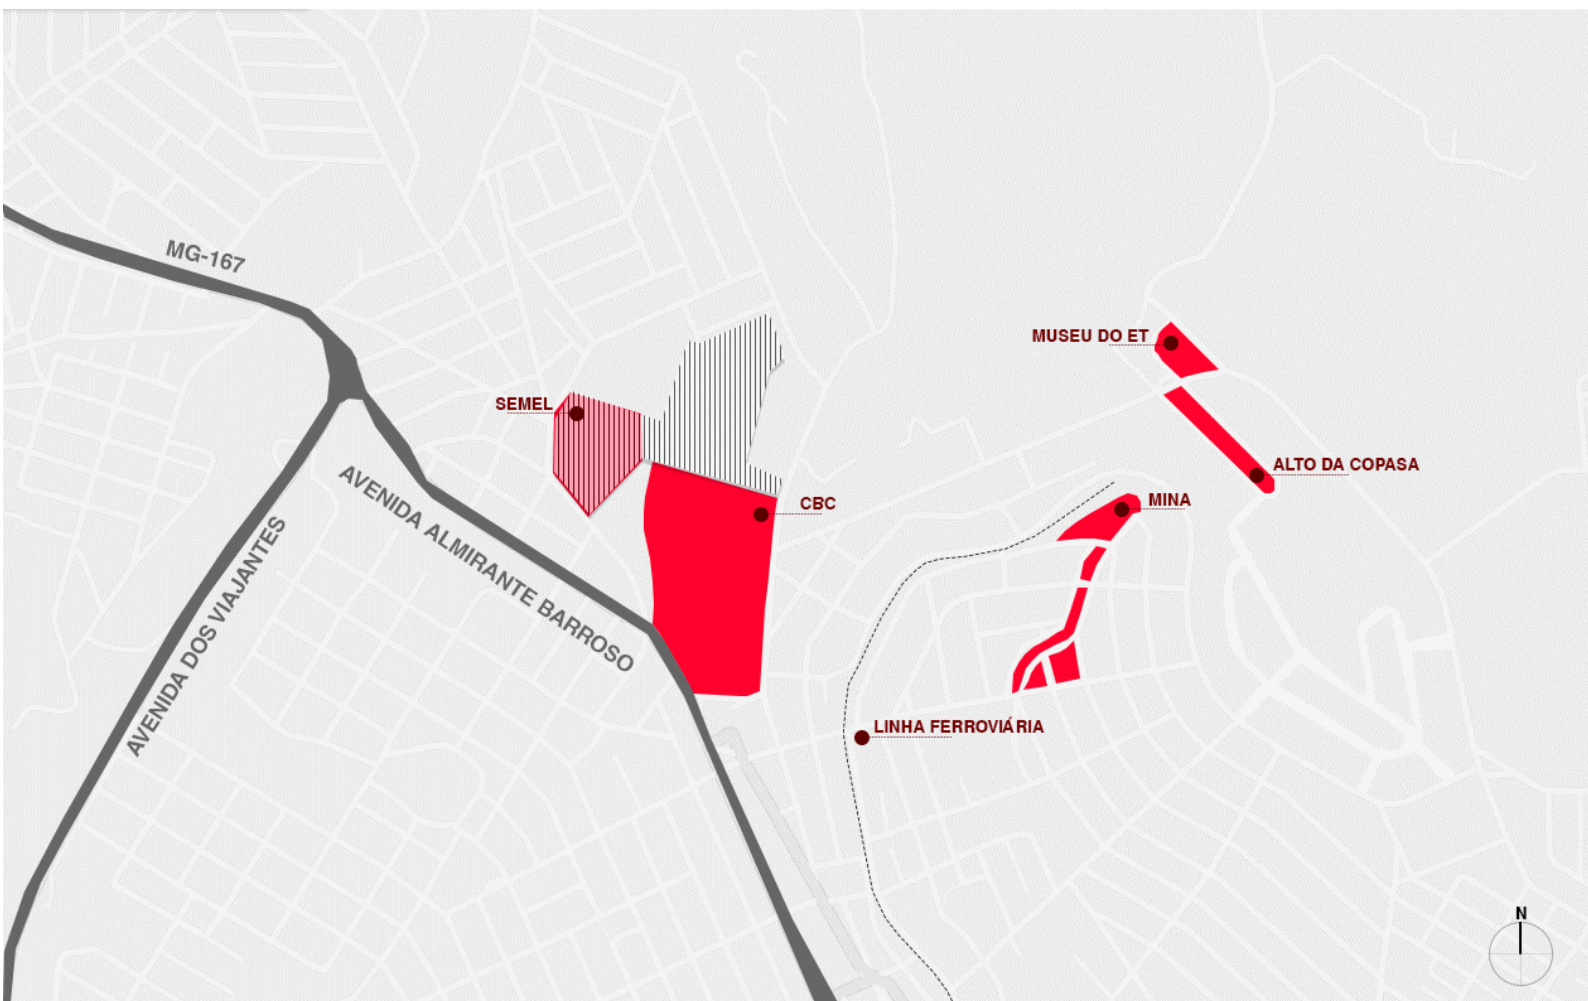 MG-167
MUSEU DO ET
SEMEL
ALTO DA COPASA
AVENIDA ALMIRANTE BARROSO
CBC
MINA
AVENIDA DOS VIAJANTES
LINHA FERROVIÁRIA
N